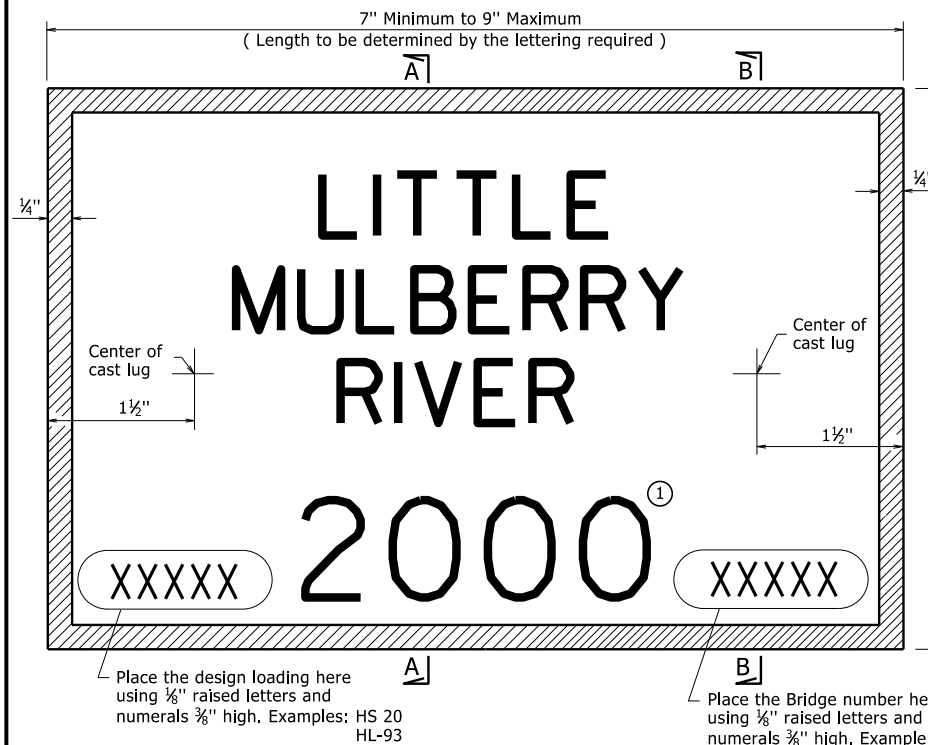 7" Minimum to 9" Maximum
( Length to be determined by the lettering required )
A
B
¼"
¼"
LITTLE
MULBERRY
RIVER
Center of
cast lug
Center of
cast lug
1½"
1½"
2000
1
XXXXX
XXXXX
A
B
Place the design loading here
using ⅛" raised letters and
numerals ⅜" high. Examples: HS 20
HL-93
Place the Bridge number
using ⅛" raised letters and
numerals ⅜" high. Example